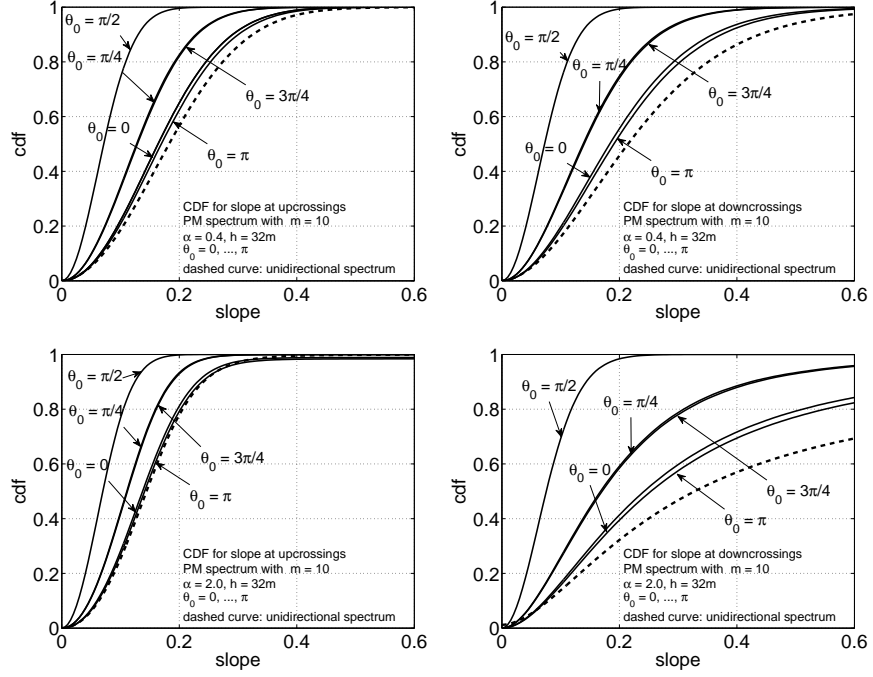 1
0.8
0.6
0.4
0.2
0
0 0.2 0.4 0.6
cdf
slope
θ0 = π/2
θ0 = π/4
θ0 = 3π/4
θ0 = 0
θ0 = π
CDF for slope at upcrossings
PM spectrum with m = 10
α = 0.4, h = 32m
θ0 = 0, ..., π
dashed curve: unidirectional spectrum
1
0.8
0.6
0.4
0.2
0
0 0.2 0.4 0.6
cdf
slope
θ0 = π/2
θ0 = π/4
θ0 = 3π/4
θ0 = 0
θ0 = π
CDF for slope at downcrossings
PM spectrum with m = 10
α = 0.4, h = 32m
θ0 = 0, ..., π
dashed curve: unidirectional spectrum
1
0.8
0.6
0.4
0.2
0
0 0.2 0.4 0.6
cdf
slope
θ0 = π/2
θ0 = π/4
θ0 = 0
θ0 = 3π/4
θ0 = π
CDF for slope at upcrossings
PM spectrum with m = 10
α = 2.0, h = 32m
θ0 = 0, ..., π
dashed curve: unidirectional spectrum
1
0.8
0.6
0.4
0.2
0
0 0.2 0.4 0.6
cdf
slope
θ0 = π/2
θ0 = π/4
θ0 = 0
θ0 = 3π/4
θ0 = π
CDF for slope at downcrossings
PM spectrum with m = 10
α = 2.0, h = 32m
θ0 = 0, ..., π
dashed curve: unidirectional spectrum